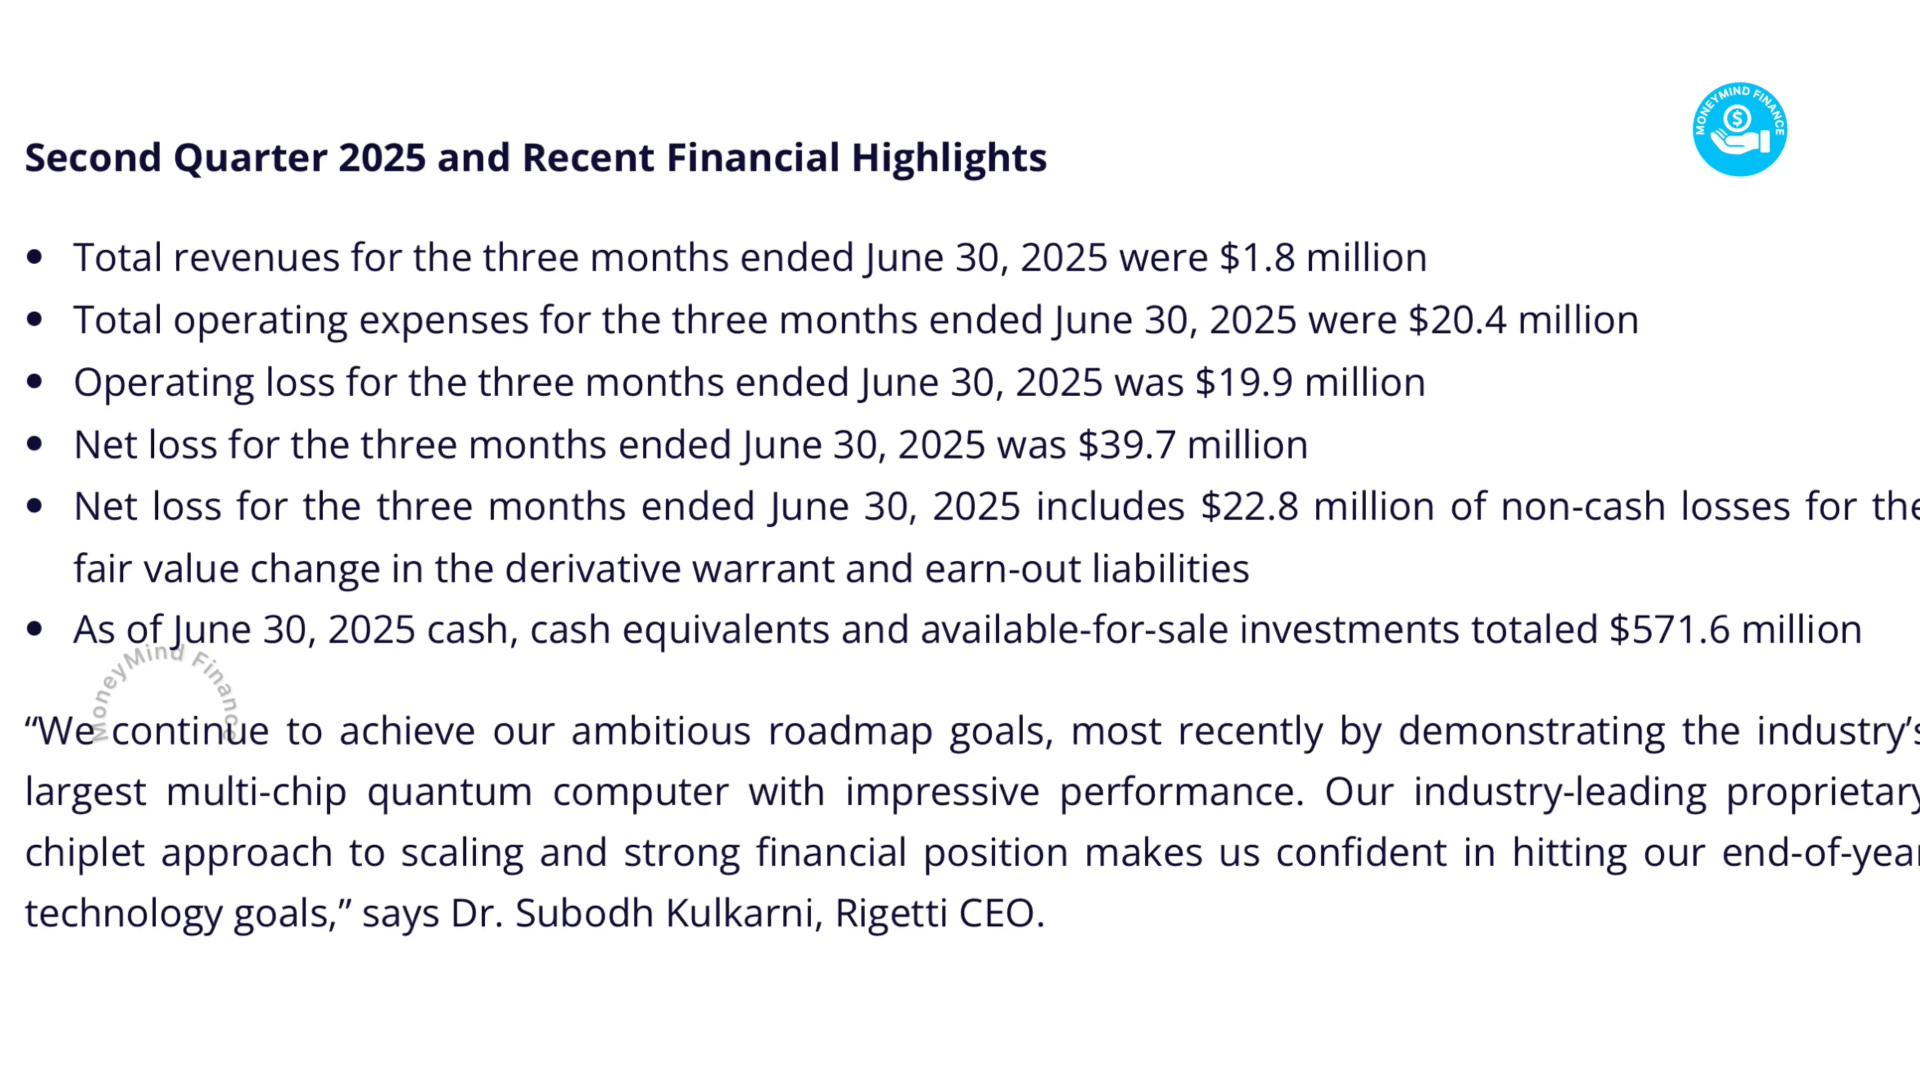 MONEYMIND FINANCE
$
Second Quarter 2025 and Recent Financial Highlights
• Total revenues for the three months ended June 30, 2025 were $1.8 million
• Total operating expenses for the three months ended June 30, 2025 were $20.4 million
• Operating loss for the three months ended June 30, 2025 was $19.9 million
• Net loss for the three months ended June 30, 2025 was $39.7 million
• Net loss for the three months ended June 30, 2025 includes $22.8 million of non-cash losses for the
fair value change in the derivative warrant and earn-out liabilities
• As of June 30, 2025 cash, cash equivalents and available-for-sale investments totaled $571.6 million
MoneyMind Finance
“We continue to achieve our ambitious roadmap goals, most recently by demonstrating the industry’s
largest multi-chip quantum computer with impressive performance. Our industry-leading proprietary
chiplet approach to scaling and strong financial position makes us confident in hitting our end-of-year
technology goals,” says Dr. Subodh Kulkarni, Rigetti CEO.